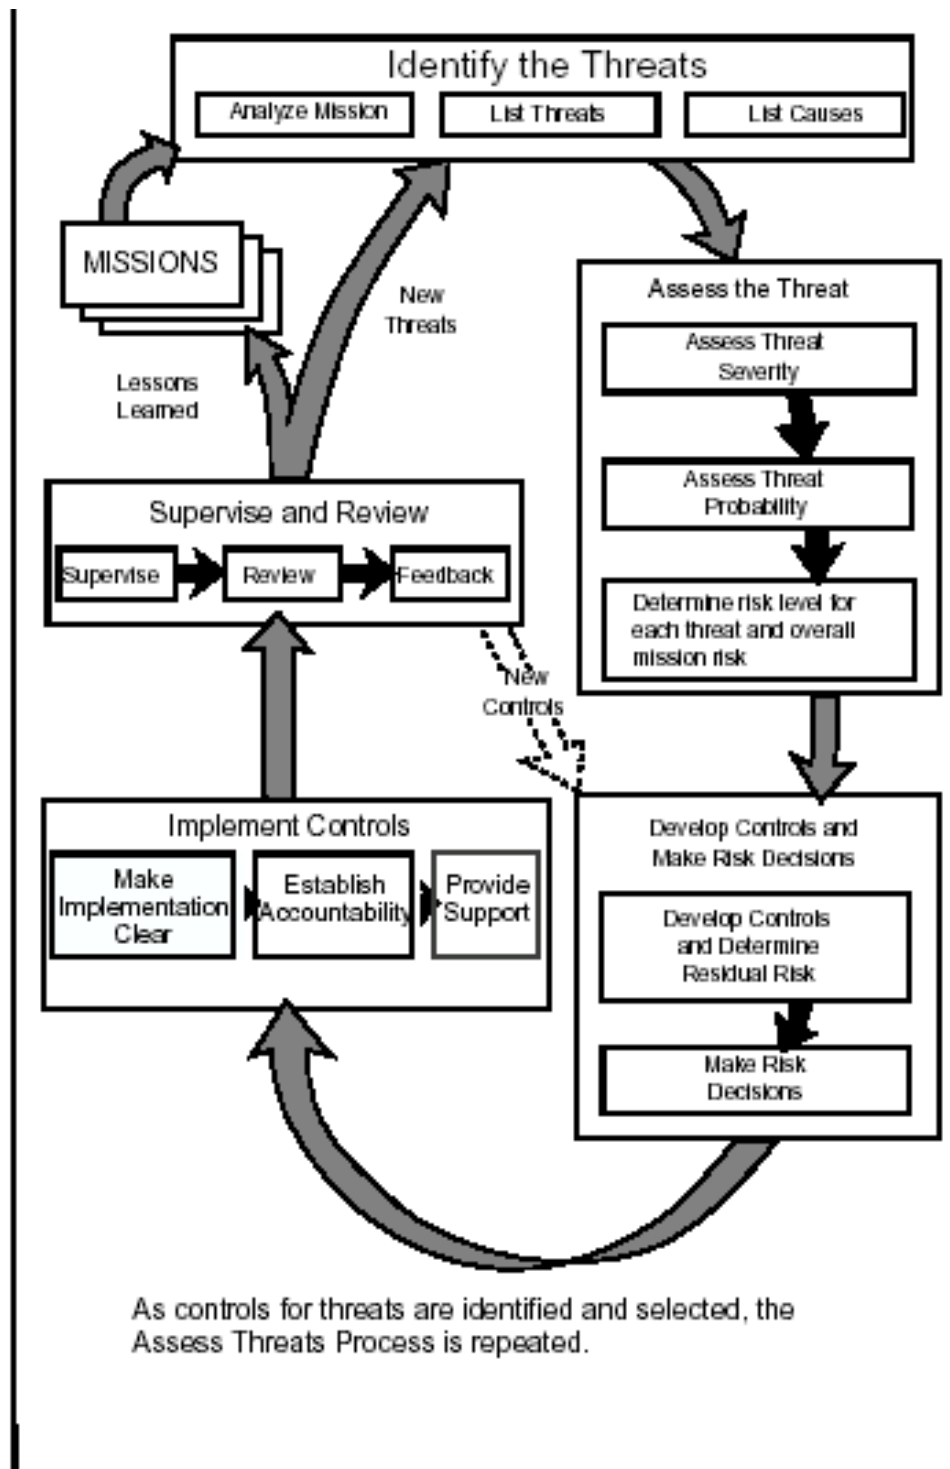 Identify the Threats
Analyze Mission
List Threats
List Causes
MISSIONS
New
Threats
Lessons
Learned
Assess the Threat
Assess Threat
Severity
Assess Threat
Probability
Determine risk level for
each threat and overall
mission risk
Supervise and Review
Supervise
Review
Feedback
New
Controls
Develop Controls and
Make Risk Decisions
Develop Controls
and Determine
Residual Risk
Make Risk
Decisions
Implement Controls
Make
Implementation
Clear
Establish
Accountability
Provide
Support
As controls for threats are identified and selected, the
Assess Threats Process is repeated.